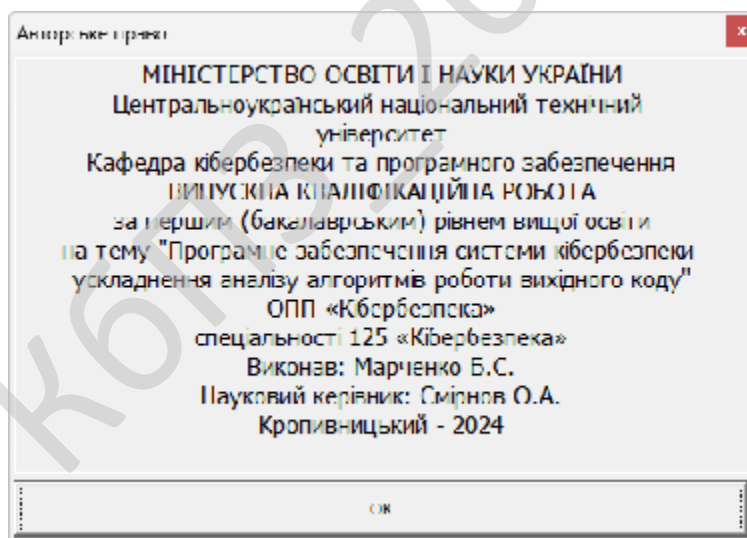 Авторське право
x
МІНІСТЕРСТВО ОСВІТИ І НАУКИ УКРАЇНИ
Центральноукраїнський національний технічний
університет
Кафедра кібербезпеки та програмного забезпечення
ВИПУСКНА КВАЛІФІКАЦІЙНА РОБОТА
за першим (бакалаврським) рівнем вищої освіти
на тему "Програмне забезпечення системи кібербезпеки
ускладнення аналізу алгоритмів роботи вихідного коду"
ОПП «Кібербезпека»
спеціальності 125 «Кібербезпека»
Виконав: Марченко Б.С.
Науковий керівник: Смірнов О.А.
Кропивницький - 2024
ОК